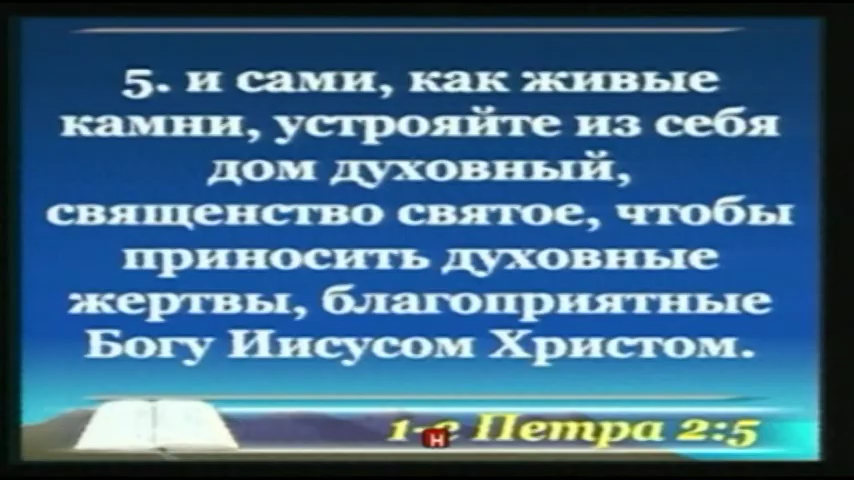 5. и сами, как живые
камни, устрояйте из себя
дом духовный,
священство святое, чтобы
приносить духовные
жертвы, благоприятные
Богу Иисусом Христом.
1-е Петра 2:5
Н